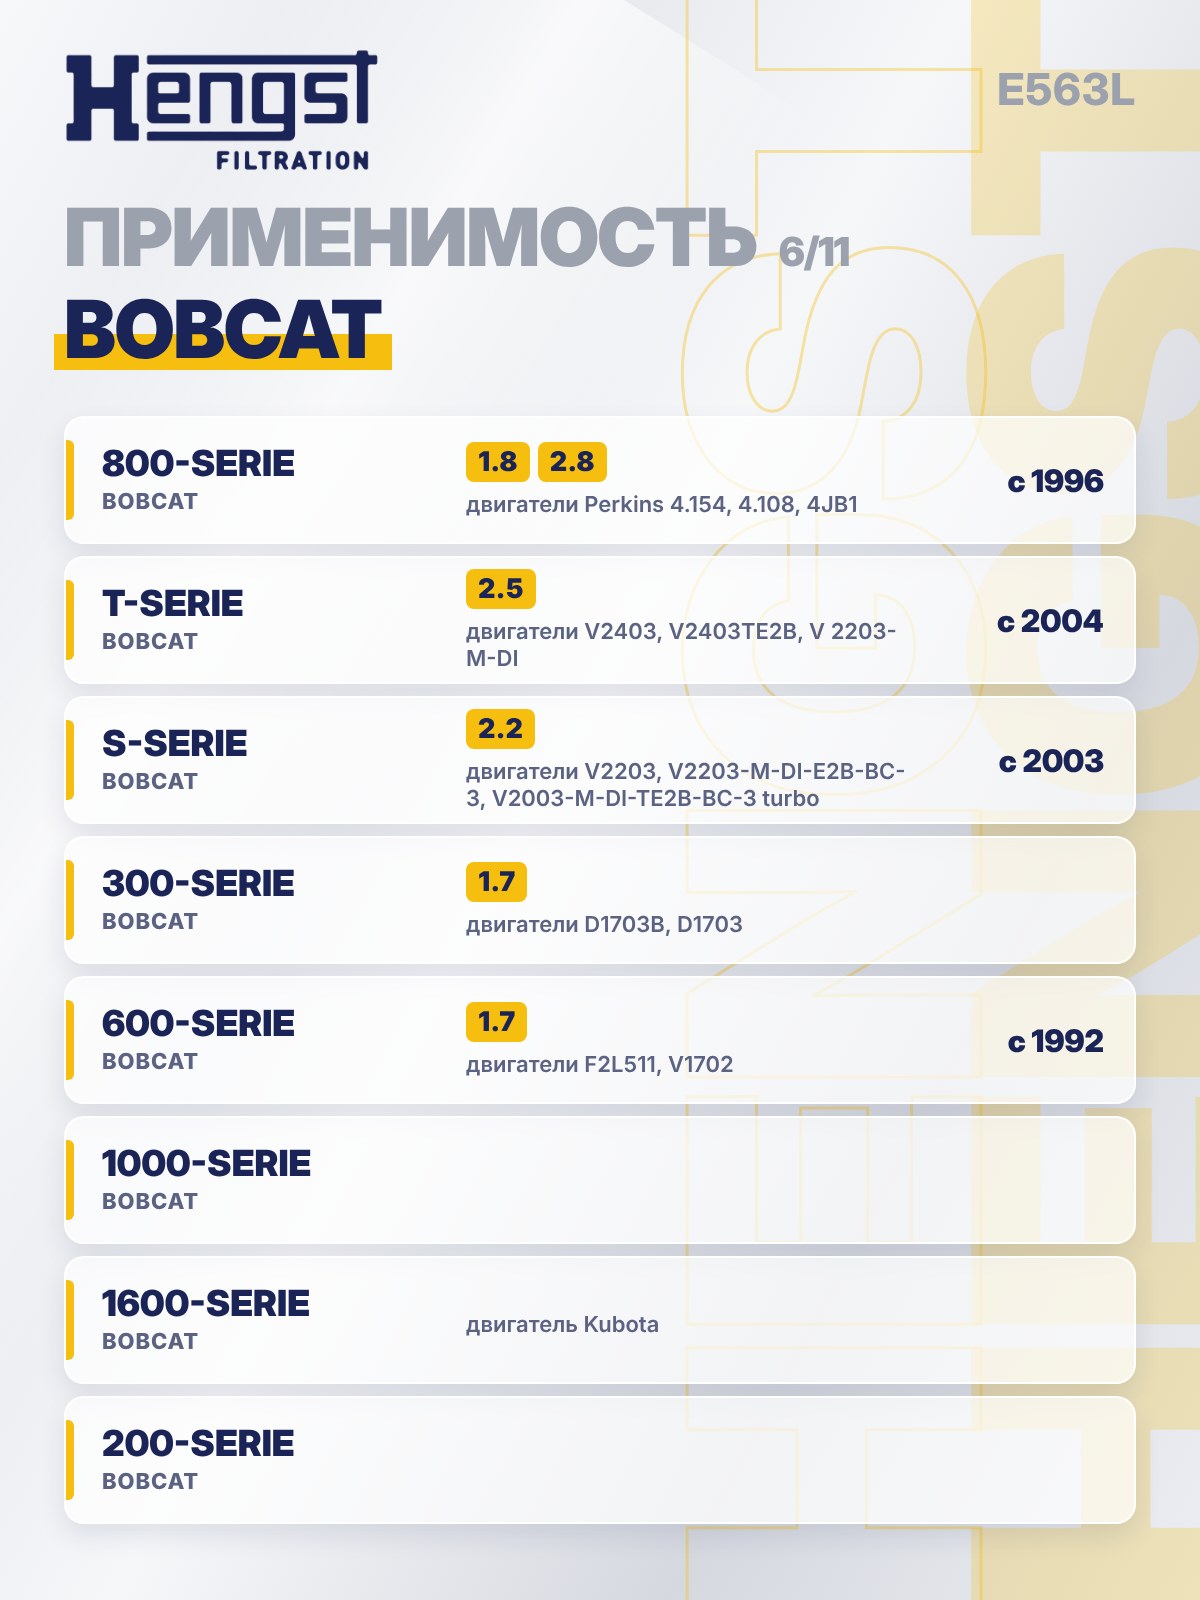 Hengst
FILTRATION
E563L
ПРИМЕНИМОСТЬ 6/11
BOBCAT
800-SERIE
BOBCAT
1.8 2.8
двигатели Perkins 4.154, 4.108, 4JB1
с 1996
T-SERIE
BOBCAT
2.5
двигатели V2403, V2403TE2B, V 2203-
M-DI
с 2004
S-SERIE
BOBCAT
2.2
двигатели V2203, V2203-M-DI-E2B-BC-
3, V2003-M-DI-TE2B-BC-3 turbo
с 2003
300-SERIE
BOBCAT
1.7
двигатели D1703B, D1703
600-SERIE
BOBCAT
1.7
двигатели F2L511, V1702
с 1992
1000-SERIE
BOBCAT
1600-SERIE
BOBCAT
двигатель Kubota
200-SERIE
BOBCAT
HENGST
HENGST